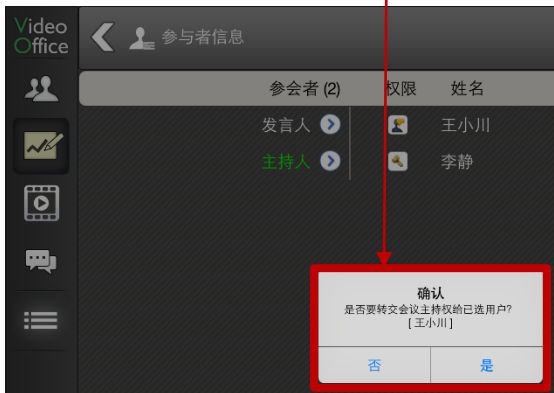 Video
Office
参与者信息
参会者 (2) 权限 姓名
发言人 王小川
主持人 李静
确认
是否要转交会议主持权给已选用户?
[ 王小川 ]
否 是